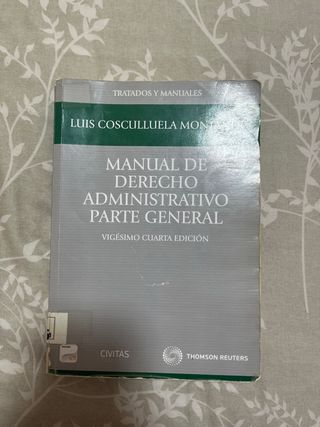 TRATADOS Y MANUALES
LUIS COSCULLUELA
MANUAL DE
DERECHO
ADMINISTRATIVO
PARTE GENERAL
VIGÉSIMO CUARTA EDICIÓN
CIVITAS
THOMSON REUTERS